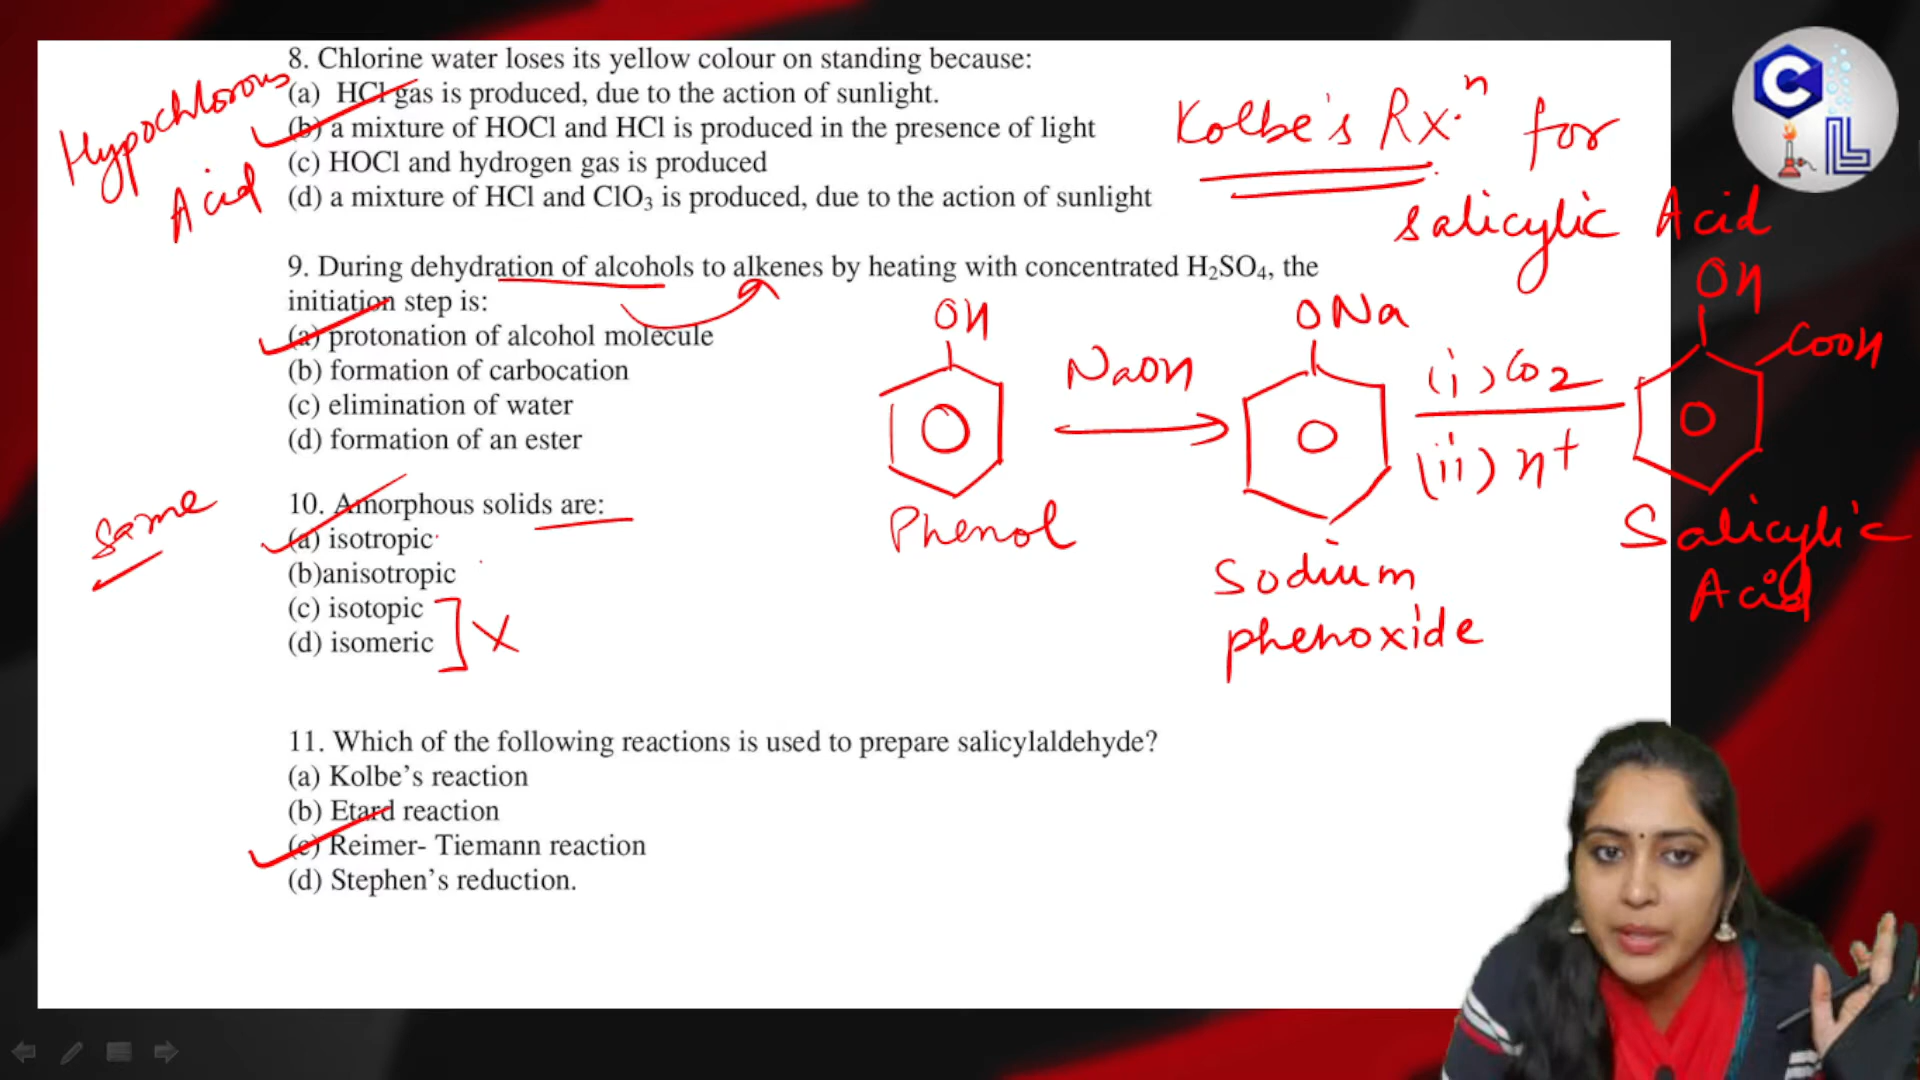 8. Chlorine water loses its yellow colour on standing because:
(a) HCl gas is produced, due to the action of sunlight.
(b) a mixture of HOCl and HCl is produced in the presence of light
(c) HOCl and hydrogen gas is produced
(d) a mixture of HCl and ClO₃ is produced, due to the action of sunlight
Hypochlorous
Acid
Kolbe's Rx.ⁿ for
Salicylic Acid
9. During dehydration of alcohols to alkenes by heating with concentrated H₂SO₄, the
initiation step is:
(a) protonation of alcohol molecule
(b) formation of carbocation
(c) elimination of water
(d) formation of an ester
OH
Phenol
NaOH
ONa
Sodium
phenoxide
(i) CO₂
(ii) H⁺
OH
COOH
Salicylic
Acid
Same
10. Amorphous solids are:
(a) isotropic
(b)anisotropic
(c) isotopic
(d) isomeric
X
11. Which of the following reactions is used to prepare salicylaldehyde?
(a) Kolbe’s reaction
(b) Etard reaction
(c) Reimer- Tiemann reaction
(d) Stephen’s reduction.
C
L